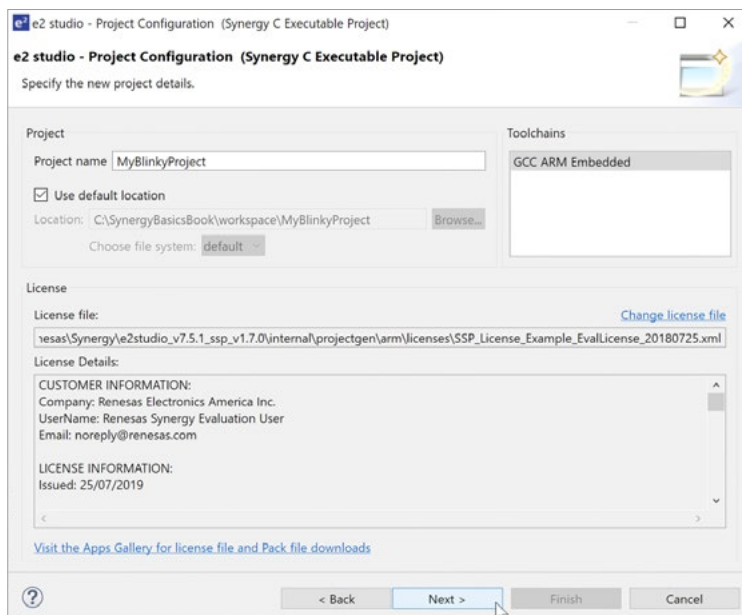 e² e2 studio - Project Configuration (Synergy C Executable Project)
e2 studio - Project Configuration (Synergy C Executable Project)
Specify the new project details.
Project
Project name MyBlinkyProject
Use default location
Location: C:\SynergyBasicsBook\workspace\MyBlinkyProject Browse...
Choose file system: default
Toolchains
GCC ARM Embedded
License
License file: Change license file
esas\Synergy\e2studio_v7.5.1_ssp_v1.7.0\internal\projectgen\arm\licenses\SSP_License_Example_EvalLicense_20180725.xml
License Details:
CUSTOMER INFORMATION:
Company: Renesas Electronics America Inc.
UserName: Renesas Synergy Evaluation User
Email: noreply@renesas.com
LICENSE INFORMATION:
Issued: 25/07/2019
Visit the Apps Gallery for license file and Pack file downloads
? < Back Next > Finish Cancel